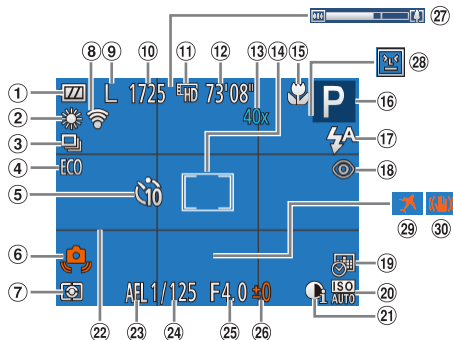 27
8 9 10 11 12 13 14 15
28
1 L 1725 HD 73'08" P 16
2
40x
3 A 17
4 ECO 18
5 10
29 30
6 19
7 AFL 1/125 F4.0 ±0 i ISO AUTO 20
21
22 23 24 25 26